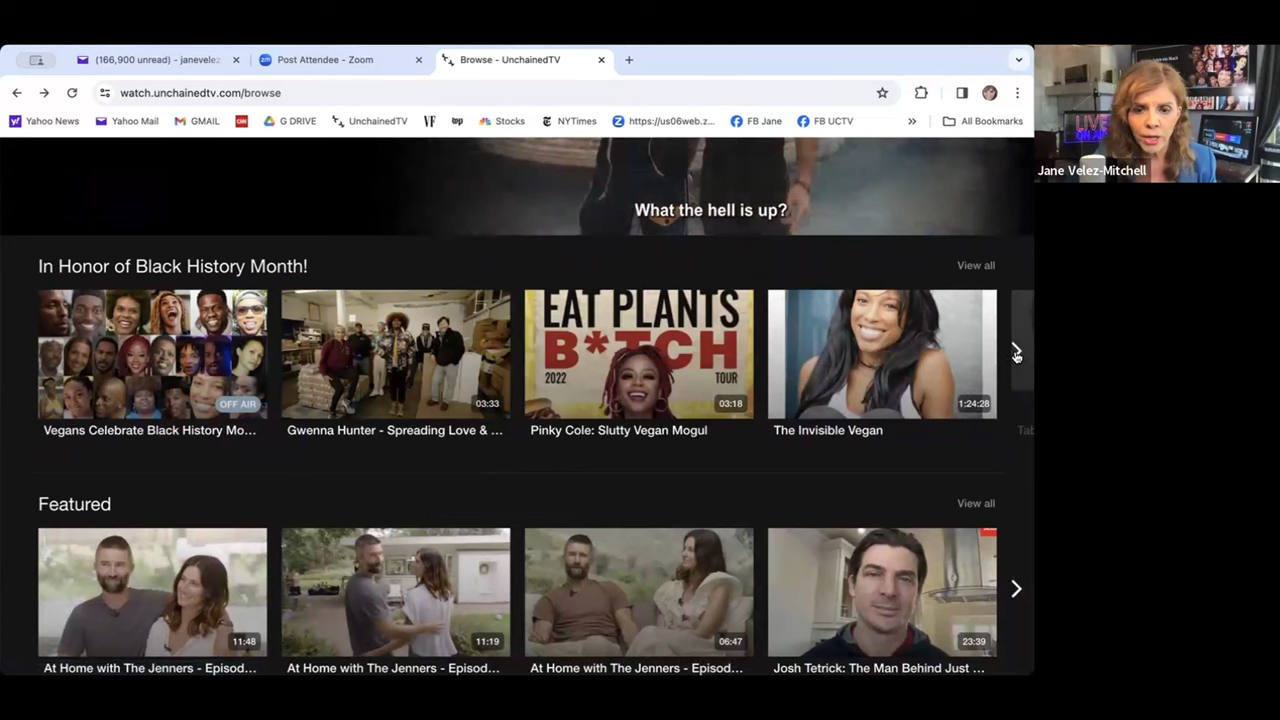 (166,900 unread) - janevelez
Post Attendee - Zoom
Browse - UnchainedTV
watch.unchainedtv.com/browse
Yahoo News
Yahoo Mail
GMAIL
G DRIVE
UnchainedTV
VF
Stocks
NYTimes
https://us06web.z...
FB Jane
FB UCTV
All Bookmarks
LIVE
ON AIR
Jane Velez-Mitchell
What the hell is up?
In Honor of Black History Month!
View all
OFF AIR
03:33
EAT PLANTS
B*TCH
2022
TOUR
03:18
1:24:28
Vegans Celebrate Black History Mo...
Gwenna Hunter - Spreading Love & ...
Pinky Cole: Slutty Vegan Mogul
The Invisible Vegan
Featured
View all
11:48
11:19
06:47
23:39
At Home with The Jenners - Episod...
At Home with The Jenners - Episod...
At Home with The Jenners - Episod...
Josh Tetrick: The Man Behind Just ...